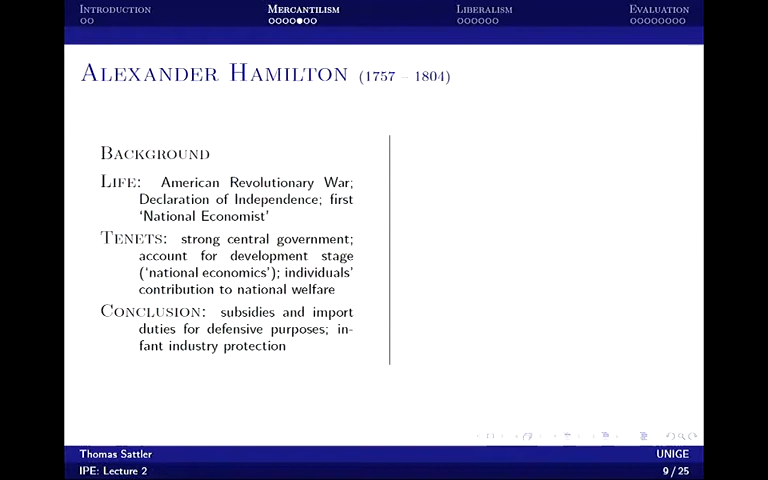 Introduction Mercantilism Liberalism Evaluation
Alexander Hamilton (1757 – 1804)
Background
Life: American Revolutionary War;
Declaration of Independence; first
‘National Economist’
Tenets: strong central government;
account for development stage
(‘national economics’); individuals’
contribution to national welfare
Conclusion: subsidies and import
duties for defensive purposes; in-
fant industry protection
Thomas Sattler UNIGE
IPE: Lecture 2 9 / 25